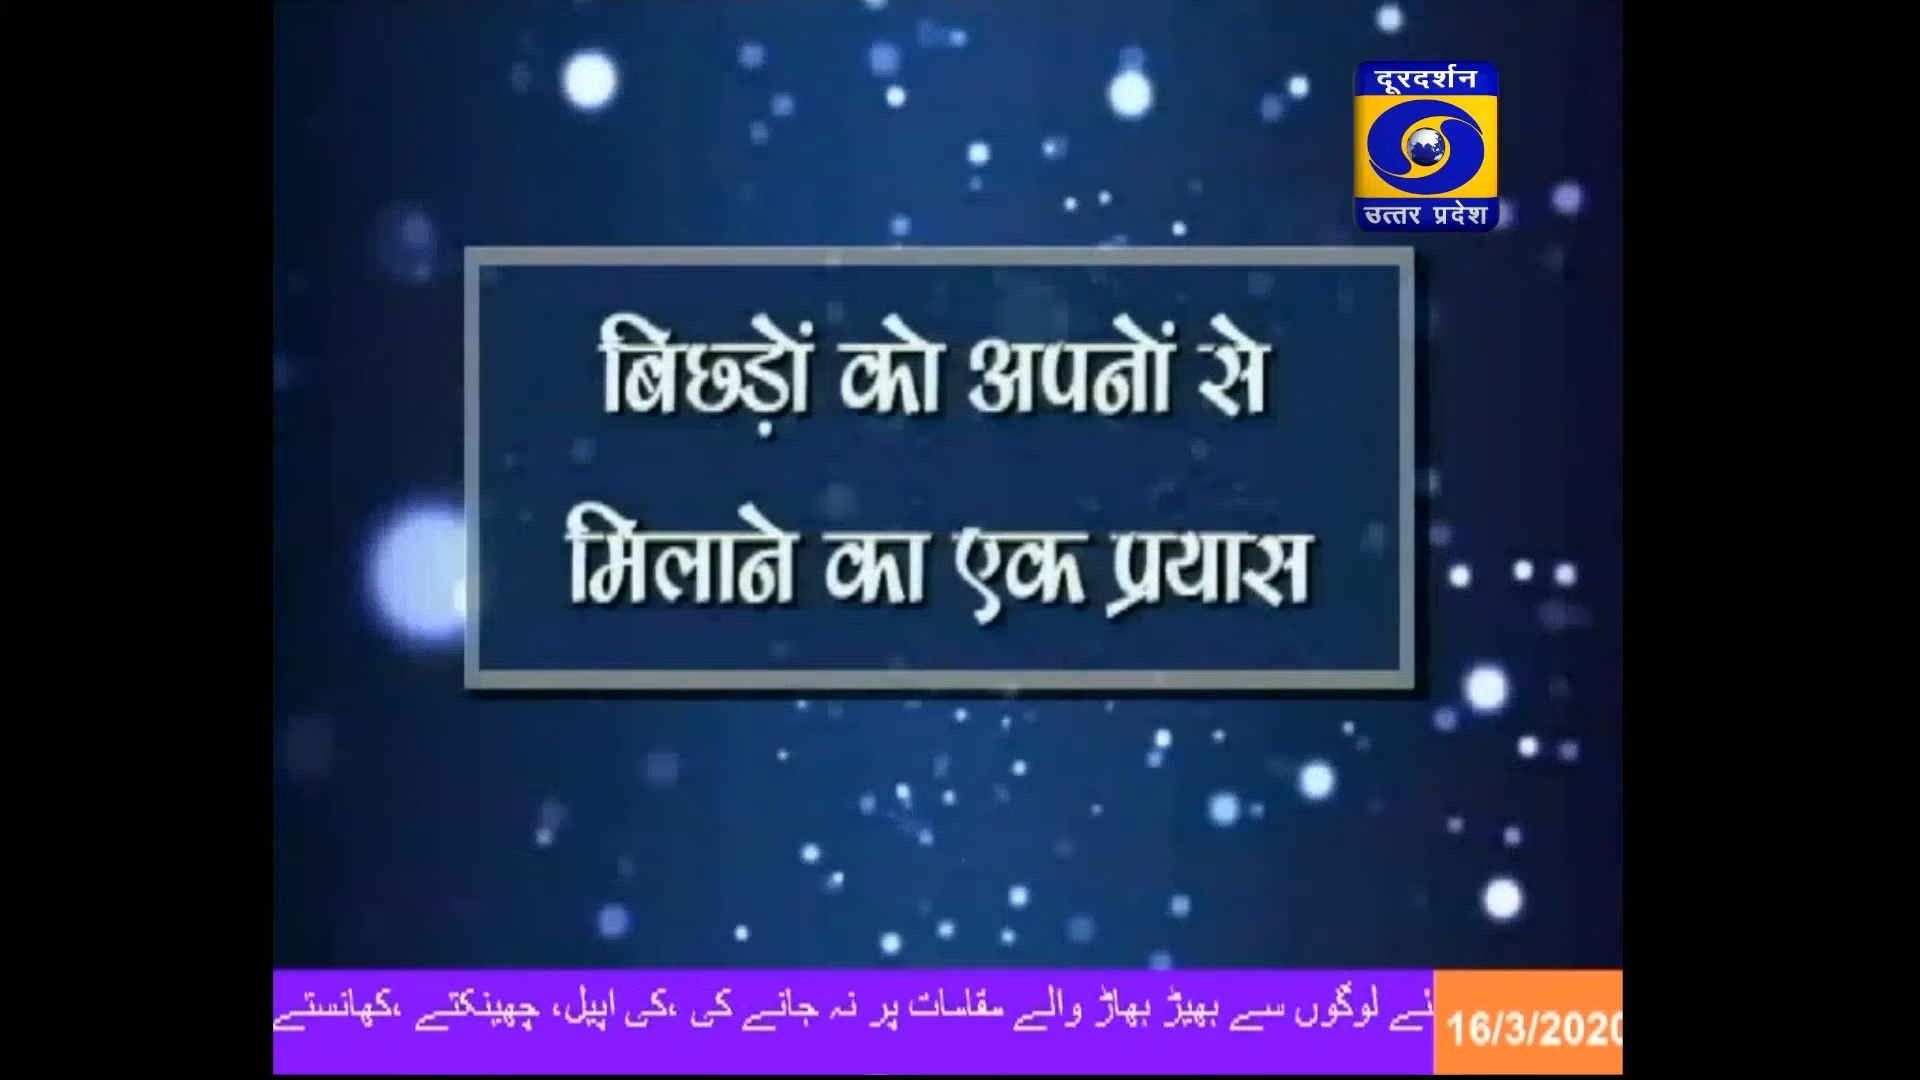 दूरदर्शन
उत्तर प्रदेश
बिछड़ों को अपनों से
मिलाने का एक प्रयास
نے لوگوں سے بھیڑ بھاڑ والے مقامات پر نہ جانے کی ،کی اپیل، چھینکتے ،کھانستے
16/3/2020